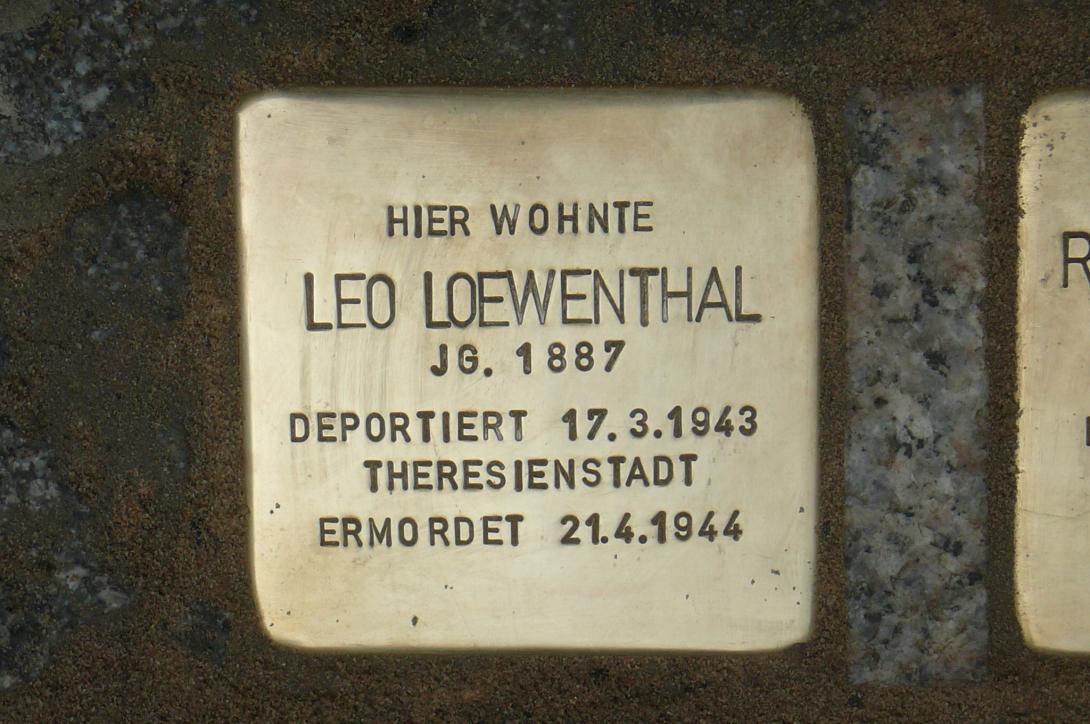 HIER WOHNTE
LEO LOEWENTHAL
JG. 1887
DEPORTIERT 17.3.1943
THERESIENSTADT
ERMORDET 21.4.1944